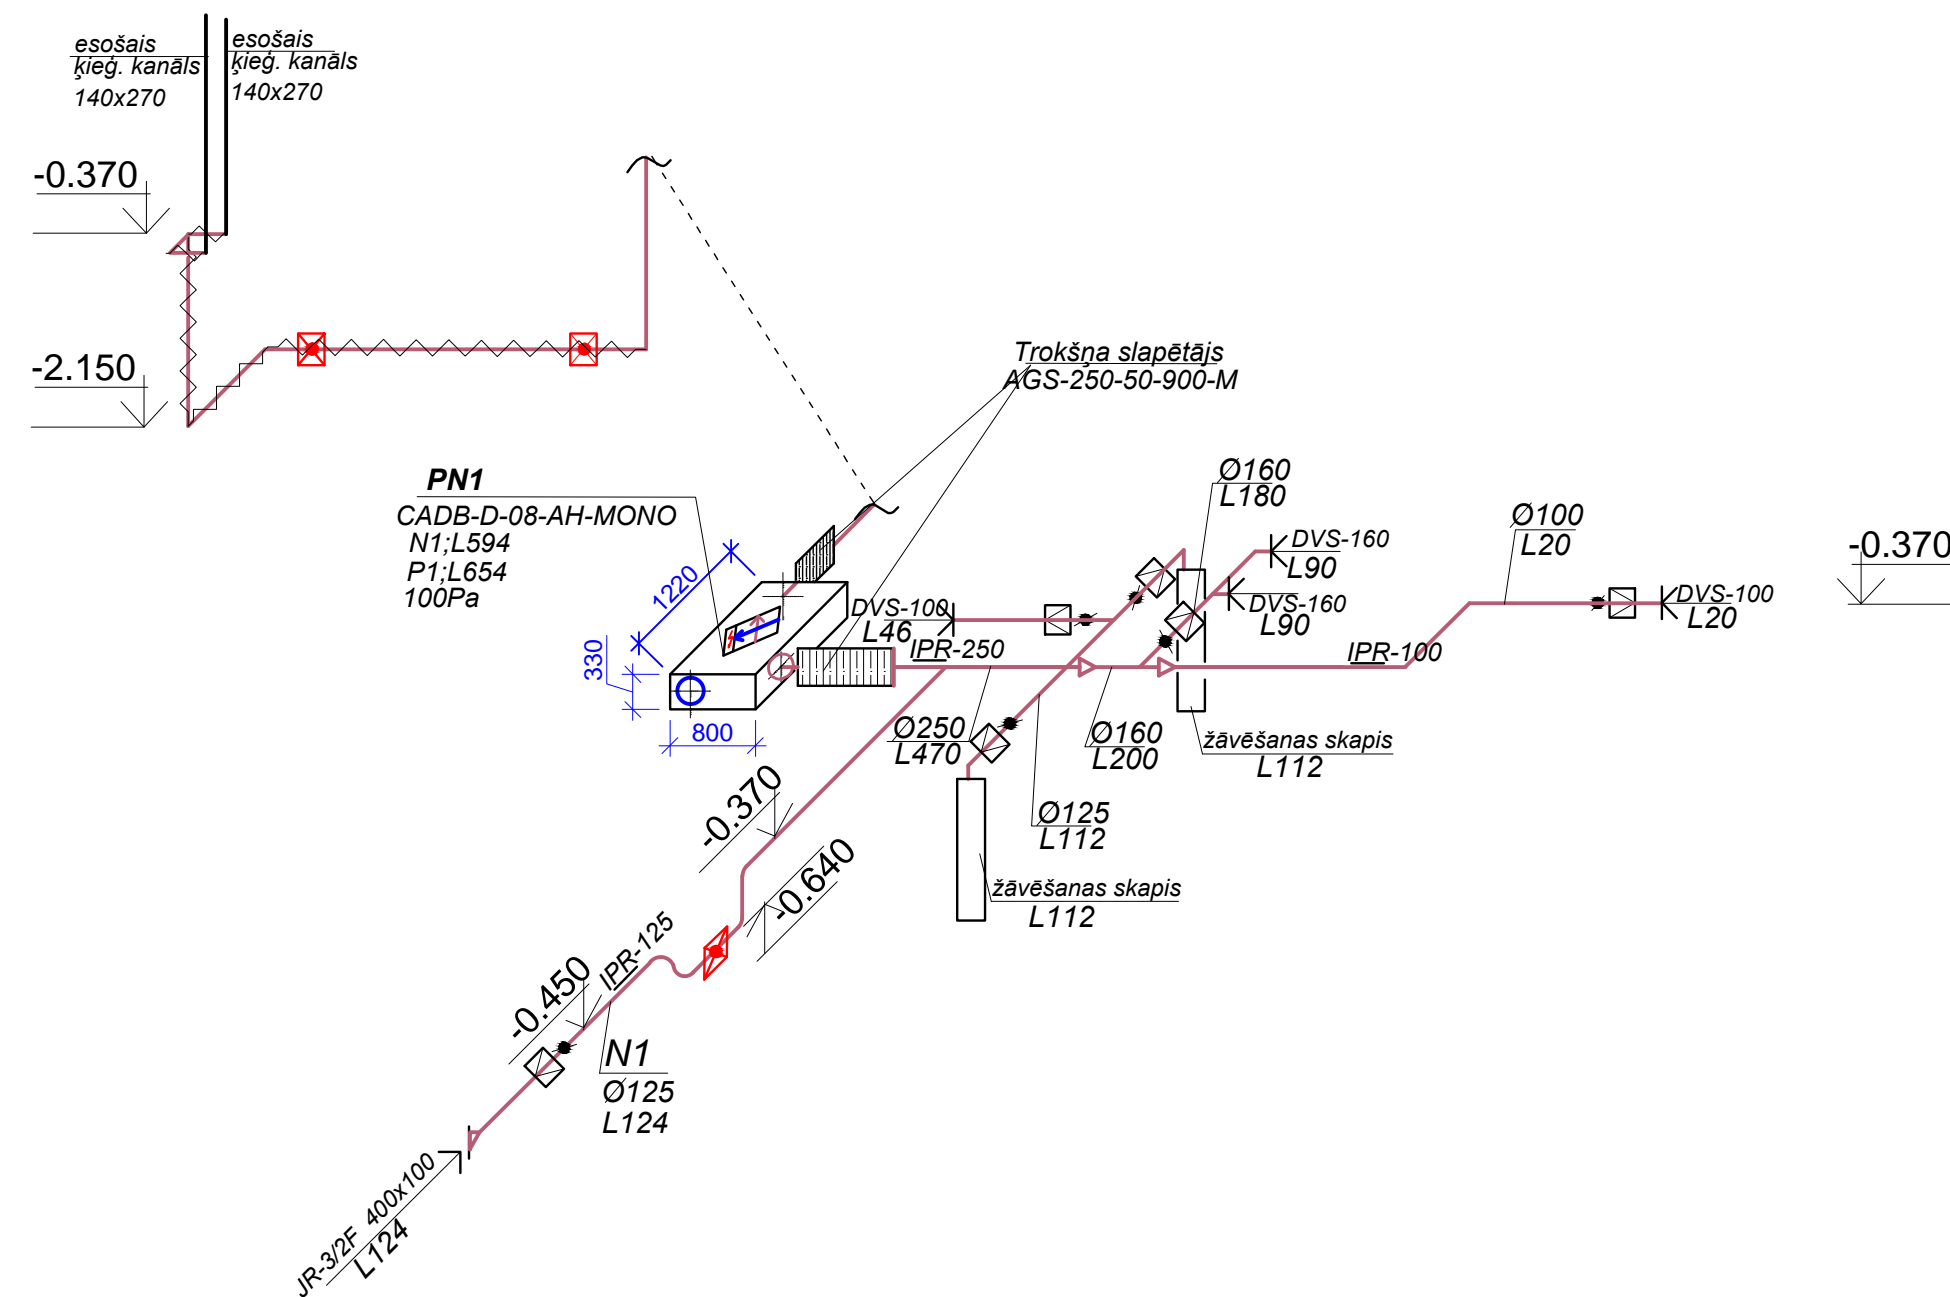 esošais
ķieģ. kanāls
140x270
esošais
ķieģ. kanāls
140x270
-0.370
-2.150
Trokšņa slapētājs
AGS-250-50-900-M
PN1
CADB-D-08-AH-MONO
N1;L594
P1;L654
100Pa
1220
330
800
DVS-100
L46
IPR-250
Ø160
L180
DVS-160
L90
DVS-160
L90
Ø100
L20
DVS-100
L20
-0.370
IPR-100
Ø250
L470
Ø160
L200
žāvēšanas skapis
L112
Ø125
L112
žāvēšanas skapis
L112
-0.370
-0.640
IPR-125
-0.450
N1
Ø125
L124
JR-3/2F 400x100
L124